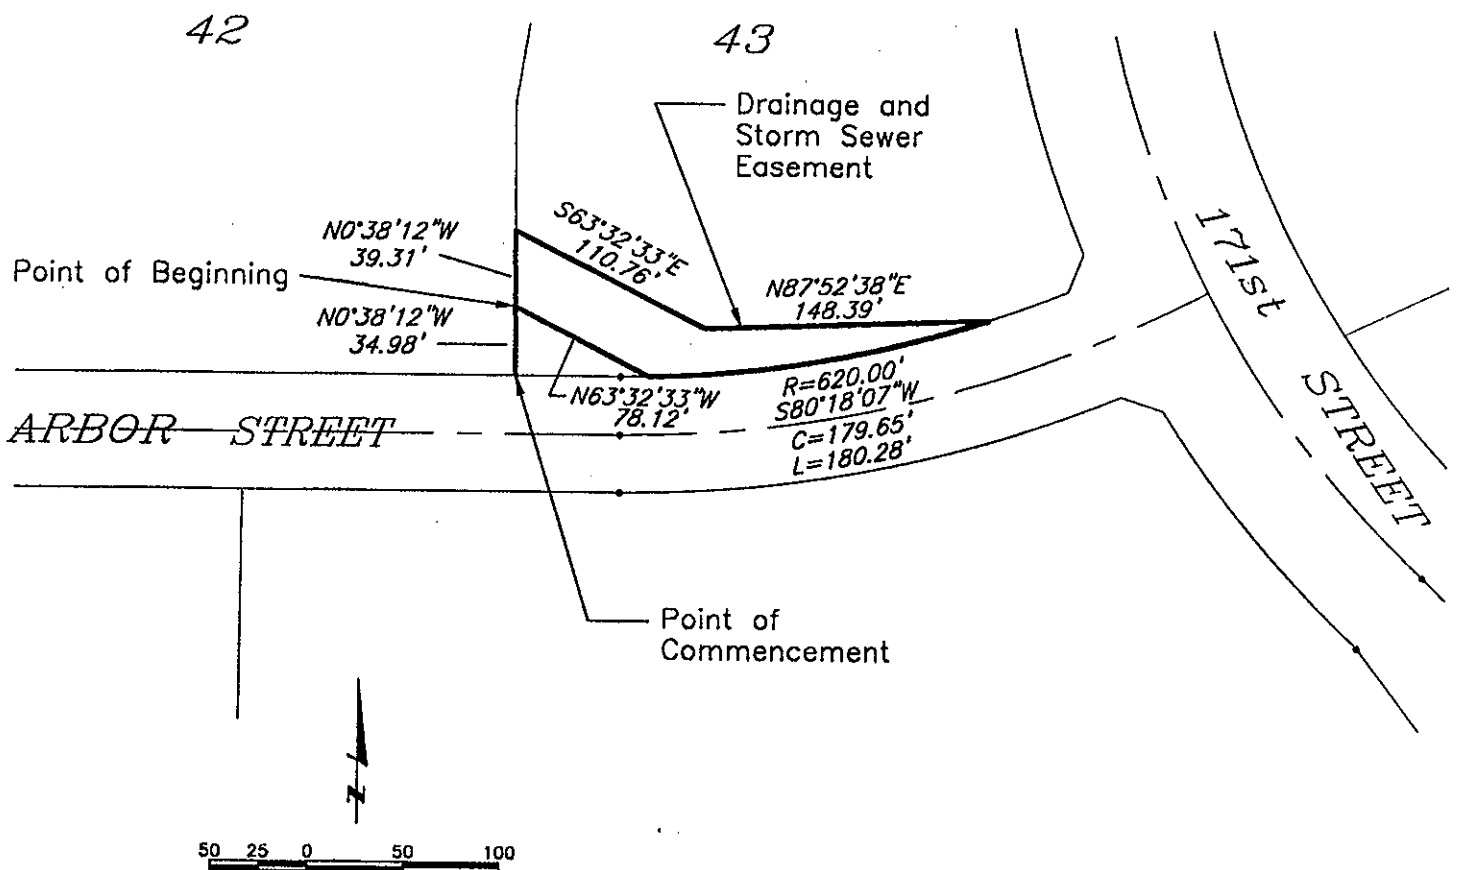 42
43
Drainage and
Storm Sewer
Easement
N0°38'12"W
39.31'
S63°32'33"E
110.76'
Point of Beginning
N87°52'38"E
148.39'
171st
STREET
N0°38'12"W
34.98'
N63°32'33"W
78.12'
R=620.00'
S80°18'07"W
C=179.65'
L=180.28'
ARBOR STREET
Point of
Commencement
N
50 25 0 50 100